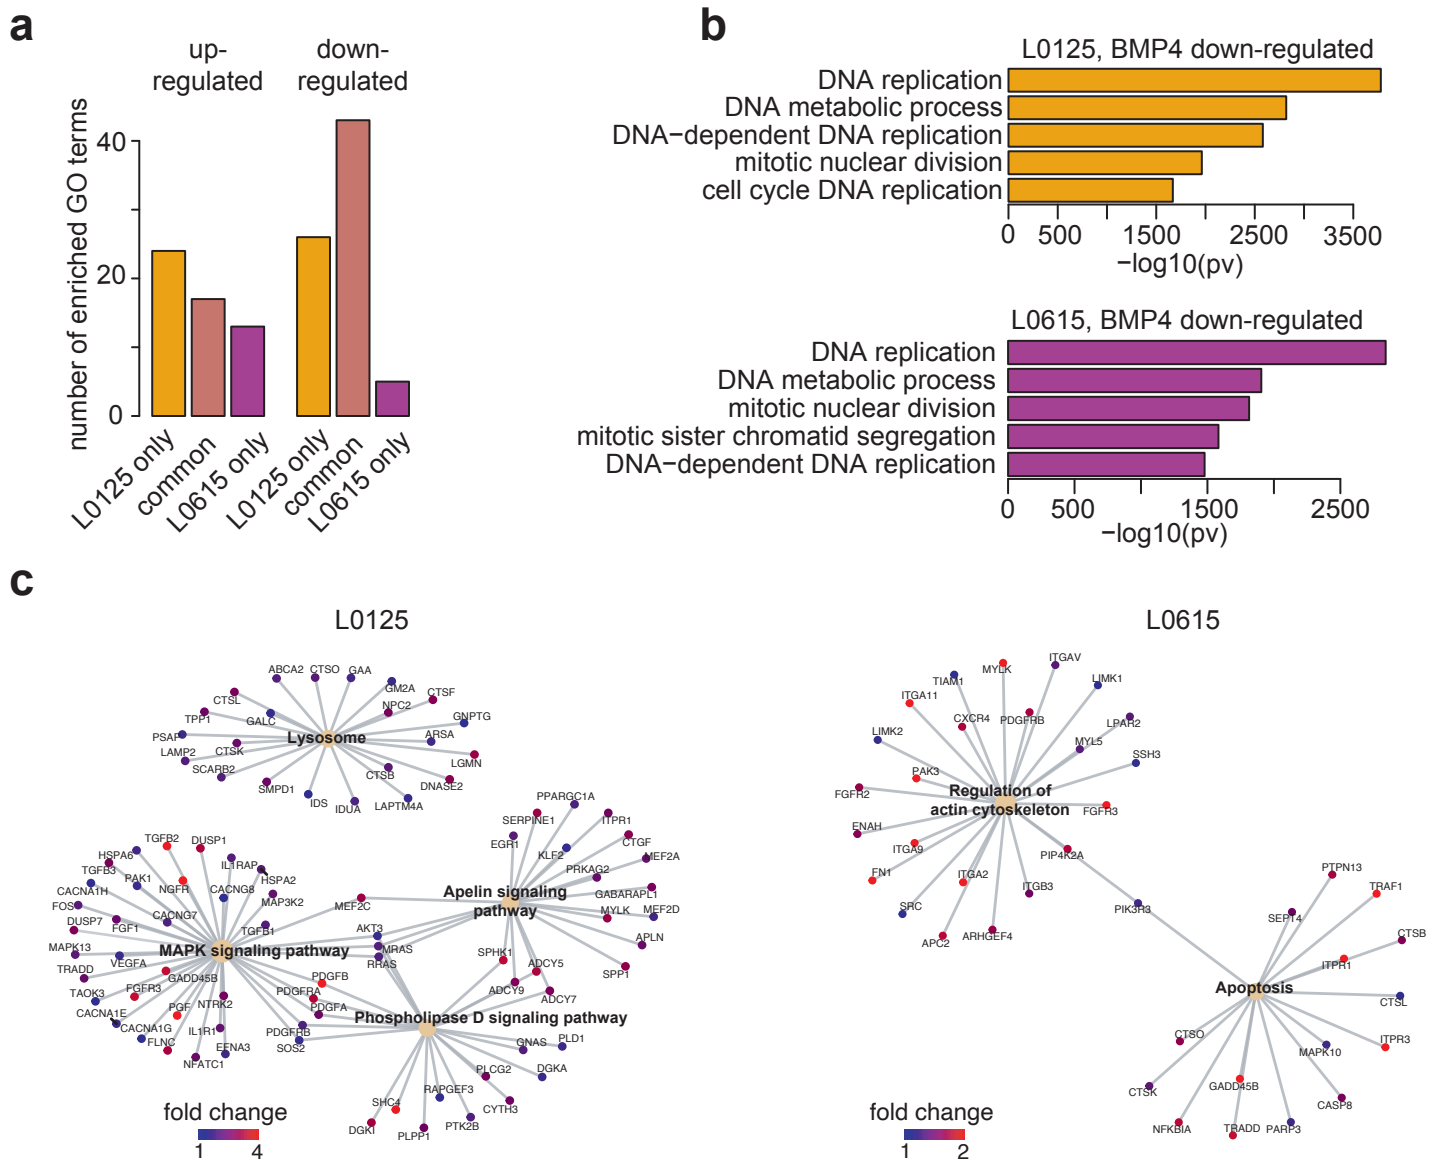 a
up-
regulated
down-
regulated
number of enriched GO terms
40
20
0
L0125 only
common
L0615 only
L0125 only
common
L0615 only
b
L0125, BMP4 down-regulated
DNA replication
DNA metabolic process
DNA−dependent DNA replication
mitotic nuclear division
cell cycle DNA replication
0 500 1500 2500 3500
−log10(pv)
L0615, BMP4 down-regulated
DNA replication
DNA metabolic process
mitotic nuclear division
mitotic sister chromatid segregation
DNA−dependent DNA replication
0 500 1500 2500
−log10(pv)
c
L0125
ABCA2 CTSO GAA
GM2A
CTSL
CTSF
NPC2
TPP1
GALC
GNPTG
PSAP
Lysosome
ARSA
LAMP2
CTSK
LGMN
SCARB2
CTSB
DNASE2
SMPD1
IDS
IDUA
LAPTM4A
PPARGC1A
SERPINE1
ITPR1
EGR1
CTGF
KLF2
MEF2A
PRKAG2
Apelin signaling
pathway
GABARAPL1
MYLK
MEF2D
APLN
SPP1
SPHK1
ADCY5
ADCY9
ADCY7
TGFB2
DUSP1
HSPA6
IL1RAP
TGFB3
HSPA2
PAK1
NGFR
CACNA1H
CACNG8
MAP3K2
FOS
CACNG7
DUSP7
FGF1
TGFB1
MEF2C
AKT3
MAPK signaling pathway
MRAS
RRAS
MAPK13
VEGFA
TRADD
GADD45B
PDGFB
TAOK3
FGFR3
PDGFRA
NTRK2
PDGFA
PGF
CACNA1E
CACNA1G
IL1R1
PDGFRB
FLNC
SOS2
EFNA3
NFATC1
Phospholipase D signaling pathway
GNAS
PLD1
PLCG2
DGKA
RAPGEF3
SHC4
CYTH3
DGKI
PTK2B
PLPP1
fold change
1 4
L0615
MYLK
ITGAV
TIAM1
LIMK1
ITGA11
CXCR4
PDGFRB
LPAR2
LIMK2
MYL5
SSH3
PAK3
FGFR2
Regulation of
actin cytoskeleton
FGFR3
ENAH
ITGA9
PIP4K2A
FN1
ITGA2
ITGB3
SRC
PIK3R3
APC2
ARHGEF4
PTPN13
TRAF1
SEPT4
CTSB
ITPR1
Apoptosis
CTSL
CTSO
MAPK10
ITPR3
CTSK
GADD45B
CASP8
NFKBIA
TRADD
PARP3
fold change
1 2